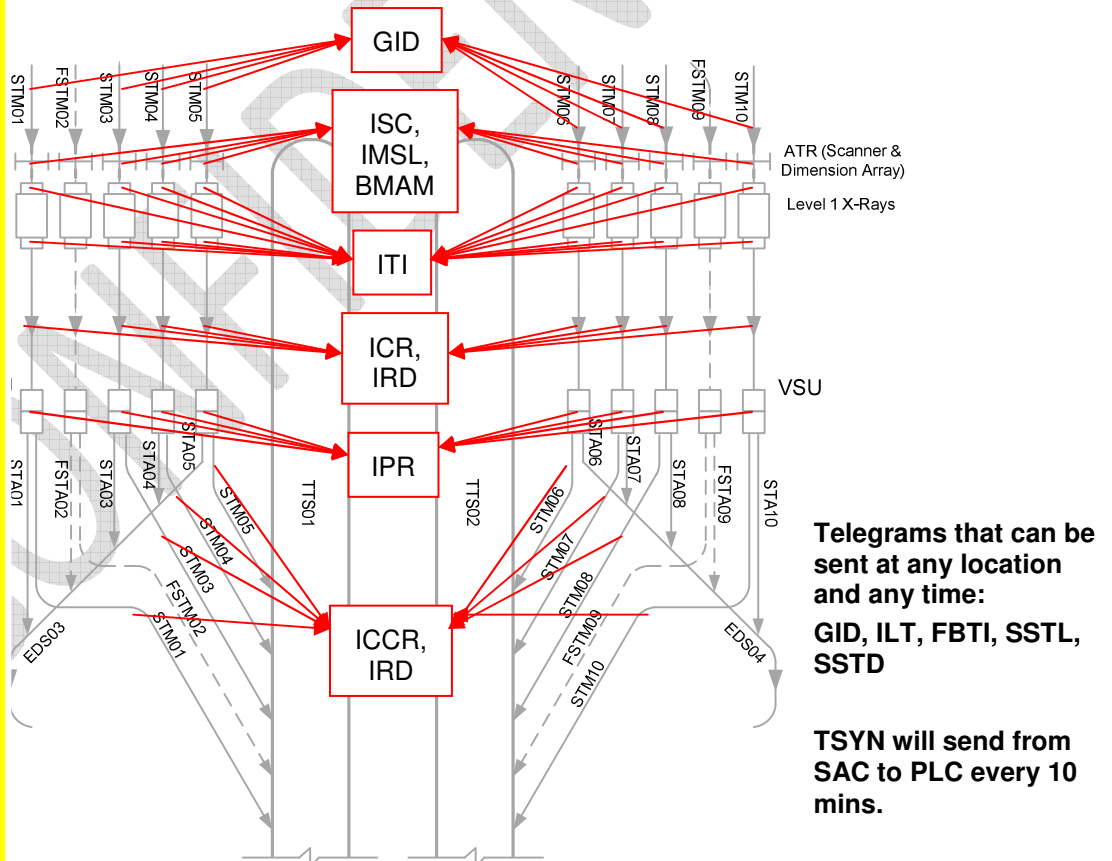 GID
STM01
FSTM02
STM03
STM04
STM05
STM06
STM07
STM08
FSTM09
STM10
ISC,
IMSL,
BMAM
ATR (Scanner &
Dimension Array)
Level 1 X-Rays
ITI
ICR,
IRD
VSU
IPR
STA01
FSTA02
STA03
STA04
STA05
STA06
STA07
STA08
FSTA09
STA10
TTS01
TTS02
STM05
STM04
STM03
FSTM02
STM01
STM06
STM07
STM08
FSTM09
STM10
EDS03
EDS04
ICCR,
IRD
Telegrams that can be
sent at any location
and any time:
GID, ILT, FBTI, SSTL,
SSTD
TSYN will send from
SAC to PLC every 10
mins.